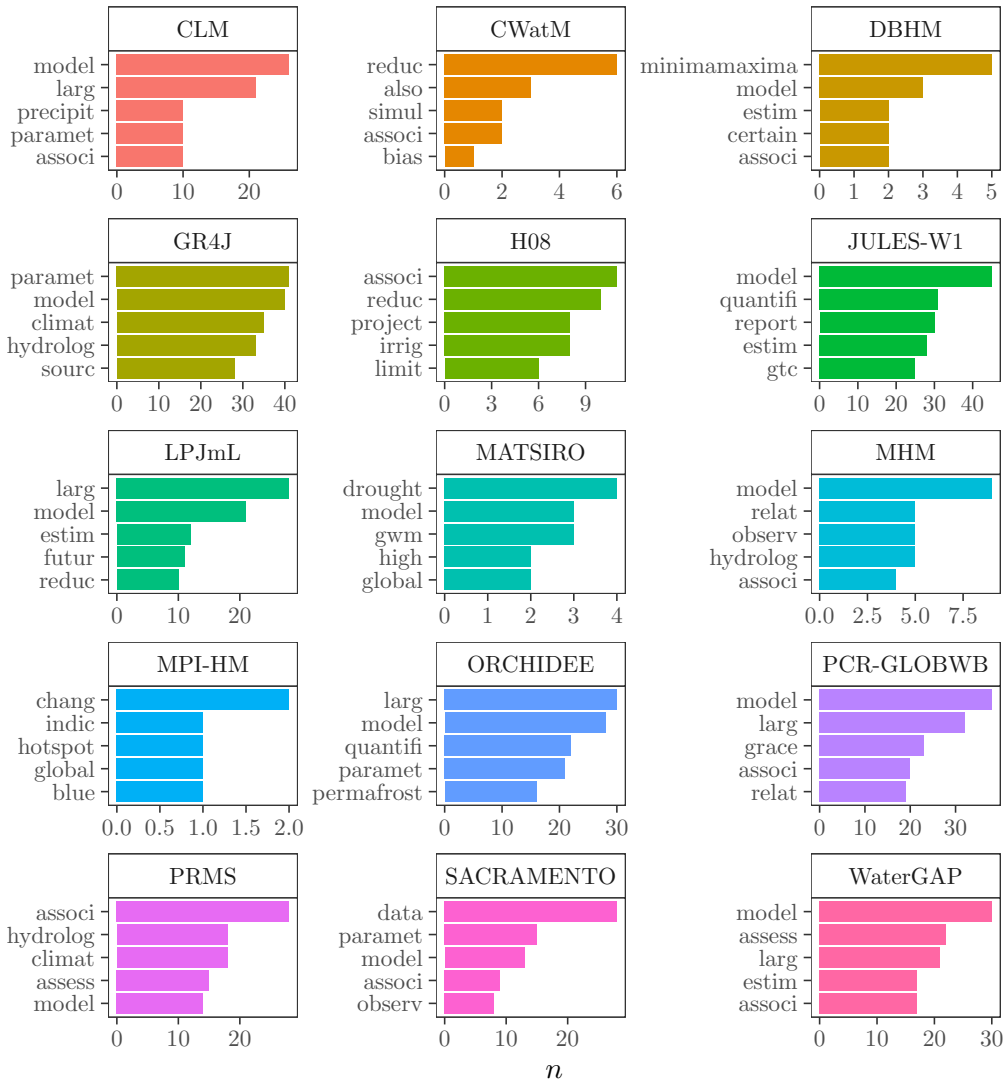 CLM
model
larg
precipit
paramet
associ
0 10 20
CWatM
reduc
also
simul
associ
bias
0 2 4 6
DBHM
minimamaxima
model
estim
certain
associ
0 1 2 3 4 5
GR4J
paramet
model
climat
hydrolog
sourc
0 10 20 30 40
H08
associ
reduc
project
irrig
limit
0 3 6 9
JULES-W1
model
quantifi
report
estim
gtc
0 10 20 30 40
LPJmL
larg
model
estim
futur
reduc
0 10 20
MATSIRO
drought
model
gwm
high
global
0 1 2 3 4
MHM
model
relat
observ
hydrolog
associ
0.0 2.5 5.0 7.5
MPI-HM
chang
indic
hotspot
global
blue
0.0 0.5 1.0 1.5 2.0
ORCHIDEE
larg
model
quantifi
paramet
permafrost
0 10 20 30
PCR-GLOBWB
model
larg
grace
associ
relat
0 10 20 30
PRMS
associ
hydrolog
climat
assess
model
0 10 20
SACRAMENTO
data
paramet
model
associ
observ
0 10 20
WaterGAP
model
assess
larg
estim
associ
0 10 20 30
n